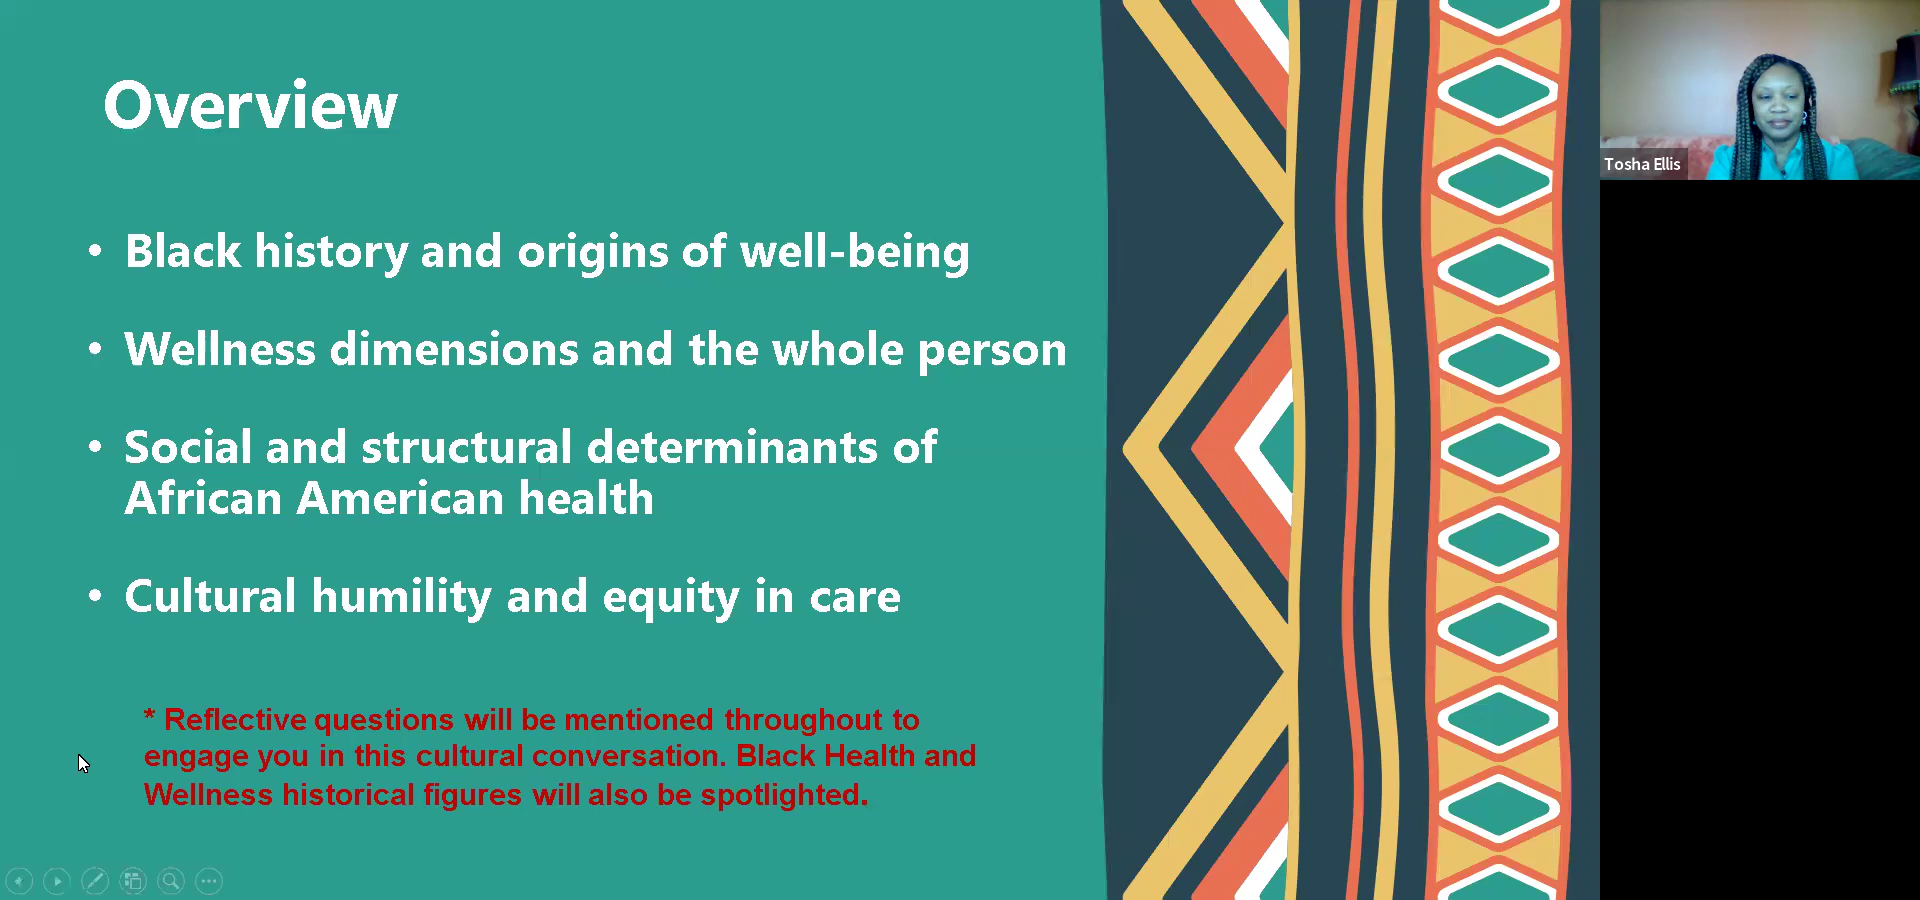 Overview
• Black history and origins of well-being
• Wellness dimensions and the whole person
• Social and structural determinants of
African American health
• Cultural humility and equity in care
* Reflective questions will be mentioned throughout to
engage you in this cultural conversation. Black Health and
Wellness historical figures will also be spotlighted.
Tosha Ellis